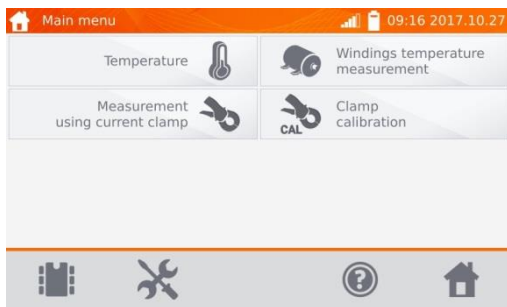 Main menu
09:16 2017.10.27
Temperature
Windings temperature
measurement
Measurement
using current clamp
CAL
Clamp
calibration
?